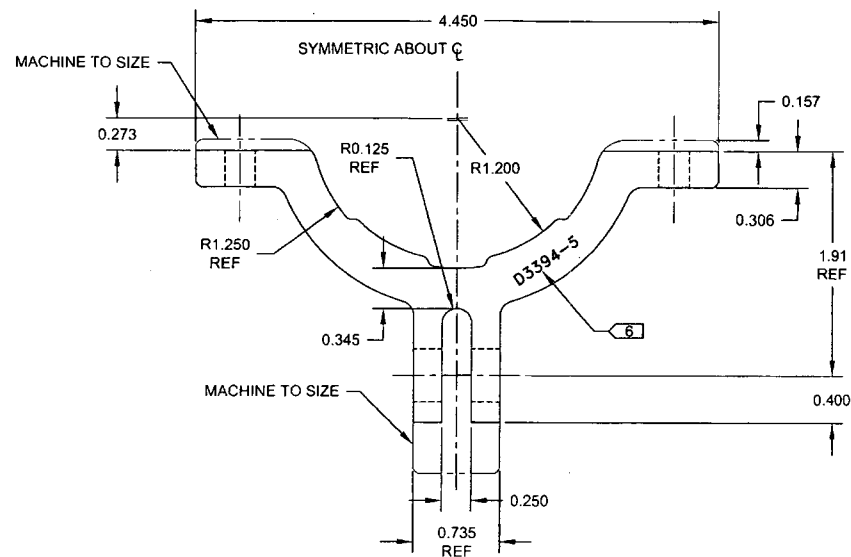 4.450
SYMMETRIC ABOUT ℄
MACHINE TO SIZE
0.157
0.273
R0.125
REF
R1.200
0.306
R1.250
REF
D3394-5
1.91
REF
0.345
6
MACHINE TO SIZE
0.400
0.250
0.735
REF